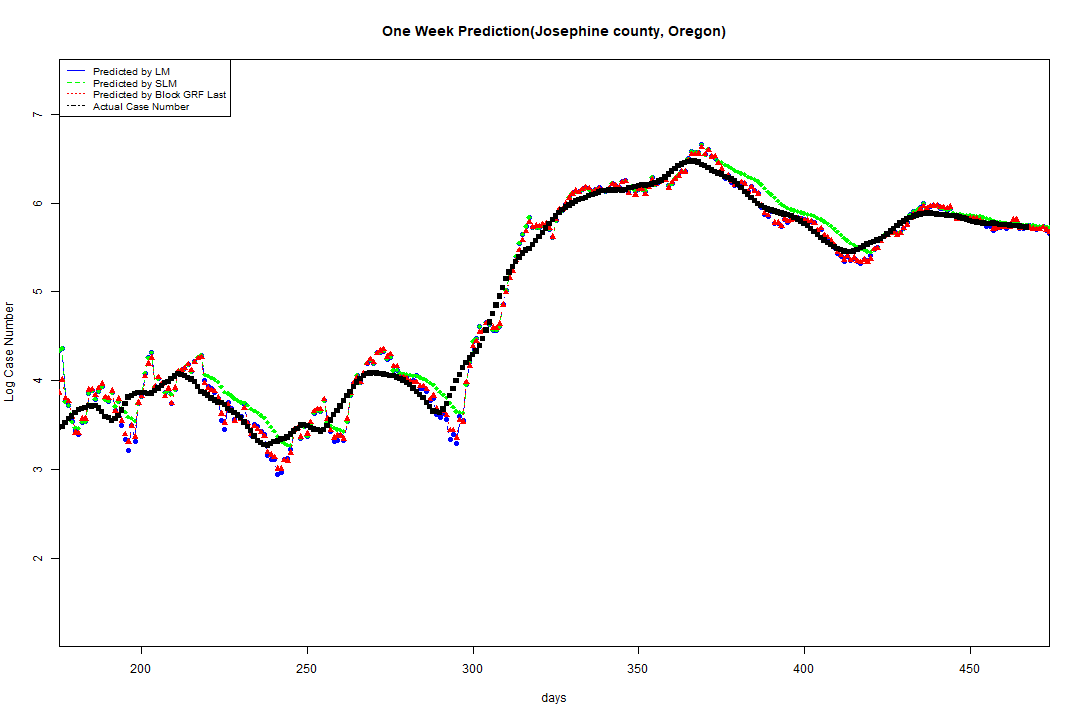 One Week Prediction(Josephine county, Oregon)
Predicted by LM
Predicted by SLM
Predicted by Block GRF Last
Actual Case Number
Log Case Number
7
6
5
4
3
2
200 250 300 350 400 450
days